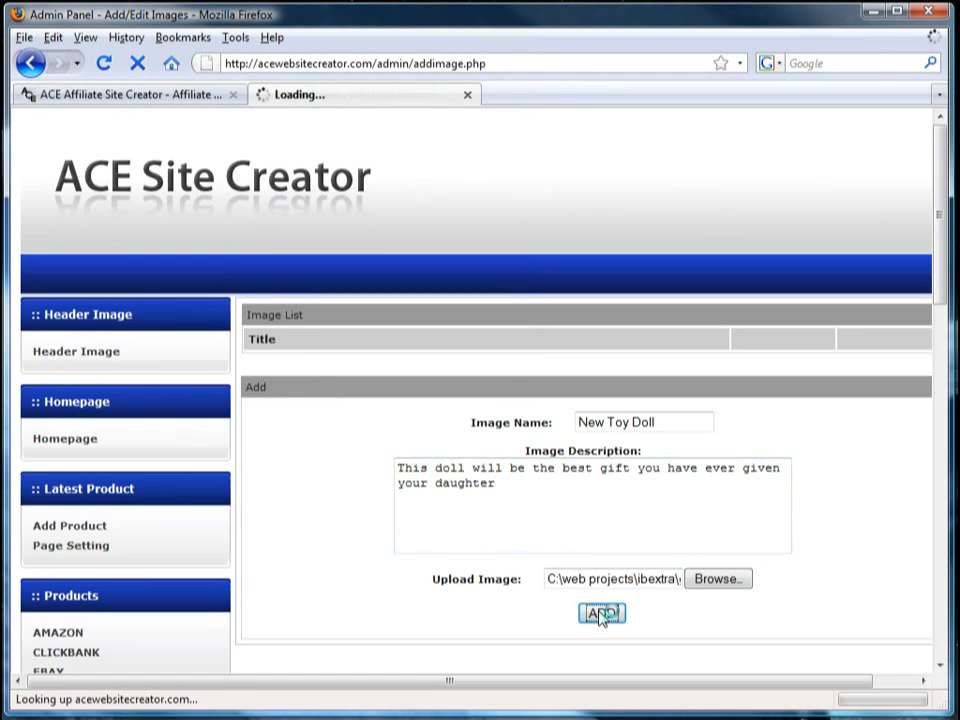 Admin Panel - Add/Edit Images - Mozilla Firefox
File Edit View History Bookmarks Tools Help
http://acewebsitecreator.com/admin/addimage.php
Google
ACE Affiliate Site Creator - Affiliate ...
Loading...
ACE Site Creator
:: Header Image
Header Image
:: Homepage
Homepage
:: Latest Product
Add Product
Page Setting
:: Products
AMAZON
CLICKBANK
EBAY
Image List
Title
Add
Image Name: New Toy Doll
Image Description:
This doll will be the best gift you have ever given
your daughter
Upload Image: C:\web projects\ibextra\ Browse...
ADD
Looking up acewebsitecreator.com...